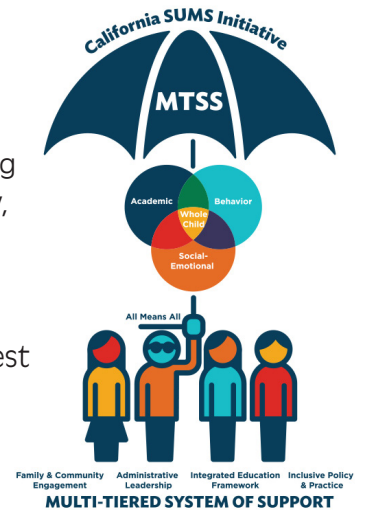 California SUMS Initiative
MTSS
Academic
Behavior
Whole
Child
Social-
Emotional
All Means All
Family & Community
Engagement
Administrative
Leadership
Integrated Education
Framework
Inclusive Policy
& Practice
MULTI-TIERED SYSTEM OF SUPPORT